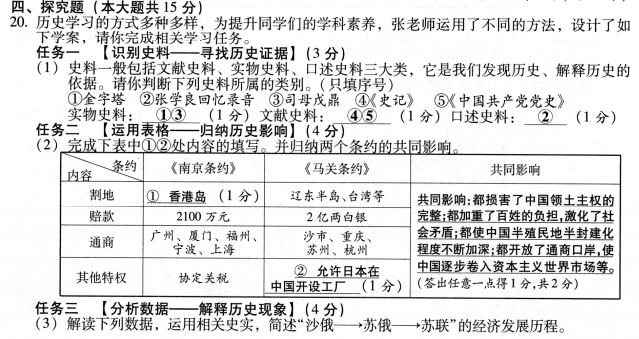 四、探究题(本大题共 15 分)
20. 历史学习的方式多种多样,为提升同学们的学科素养,张老师运用了不同的方法,设计了如
下学案,请你完成相关学习任务。
任务一 【识别史料——寻找历史证据】(3 分)
(1) 史料一般包括文献史料、实物史料、口述史料三大类,它是我们发现历史、解释历史的
依据。请你判断下列史料所属的类别。(只填序号)
①金字塔 ②张学良回忆录音 ③司母戊鼎 ④《史记》 ⑤《中国共产党党史》
实物史料: ①③ (1 分) 文献史料: ④⑤ (1 分) 口述史料: ② (1 分)
任务二 【运用表格——归纳历史影响】(4 分)
(2) 完成下表中①②处内容的填写。并归纳两个条约的共同影响。
条约 内容 《南京条约》 《马关条约》 共同影响
割地 ① 香港岛 (1 分) 辽东半岛、台湾等
赔款 2100 万元 2 亿两白银
通商 广州、厦门、福州、
宁波、上海 沙市、重庆、
苏州、杭州
其他特权 协定关税 ② 允许日本在
中国开设工厂 (1 分)
共同影响:都损害了中国领土主权的
完整;都加重了百姓的负担,激化了社
会矛盾;都使中国半殖民地半封建化
程度不断加深;都开放了通商口岸,使
中国逐步卷入资本主义世界市场等。
(答出任意一点得 1 分,共 2 分)
任务三 【分析数据——解释历史现象】(4 分)
(3) 解读下列数据,运用相关史实,简述“沙俄——→苏俄——→苏联”的经济发展历程。